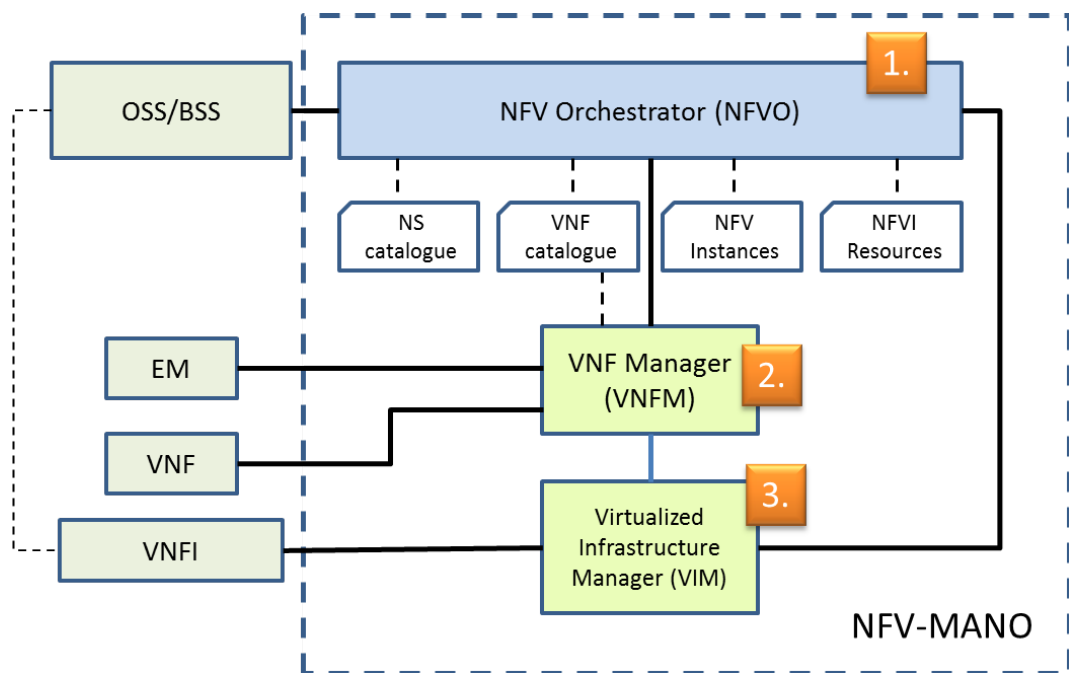 1.
OSS/BSS
NFV Orchestrator (NFVO)
NS
catalogue
VNF
catalogue
NFV
Instances
NFVI
Resources
EM
VNF Manager
(VNFM)
2.
VNF
3.
Virtualized
Infrastructure
Manager (VIM)
VNFI
NFV-MANO